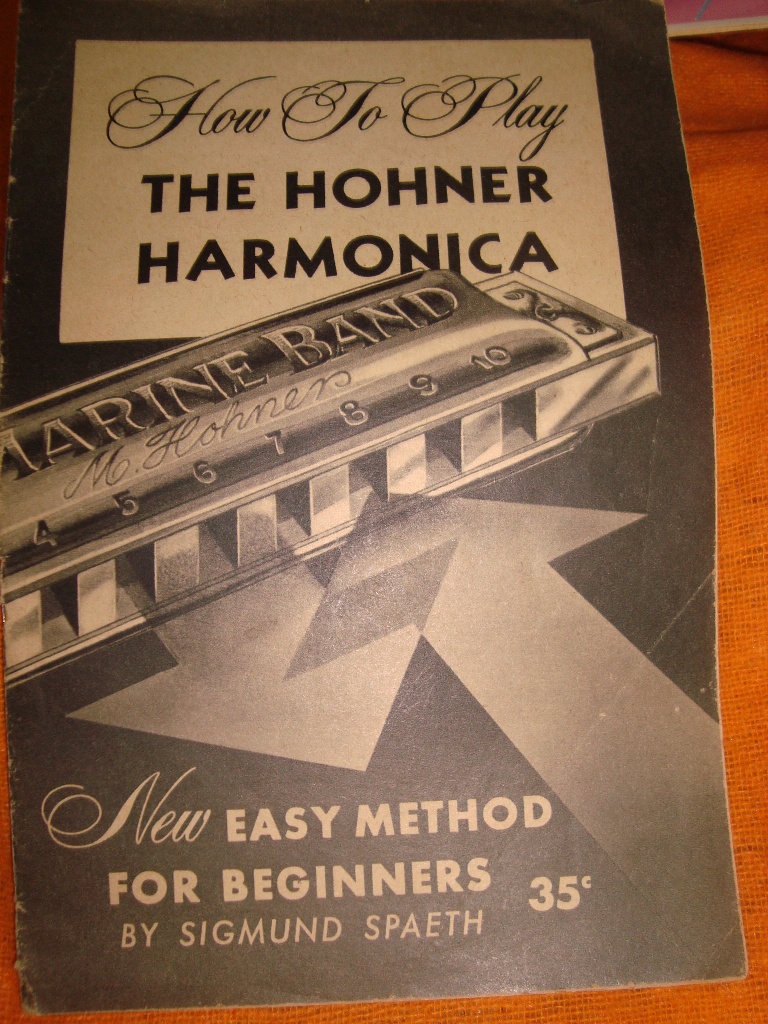 How To Play
THE HOHNER
HARMONICA
MARINE BAND
M. Hohner
4 5 6 7 8 9 10
New EASY METHOD
FOR BEGINNERS 35¢
BY SIGMUND SPAETH